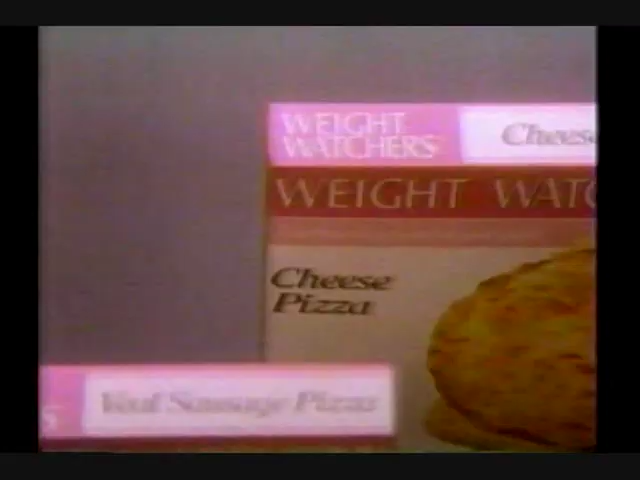 WEIGHT
WATCHERS
Cheese
WEIGHT WATC
Cheese
Pizza
S
Veal Sausage Pizza